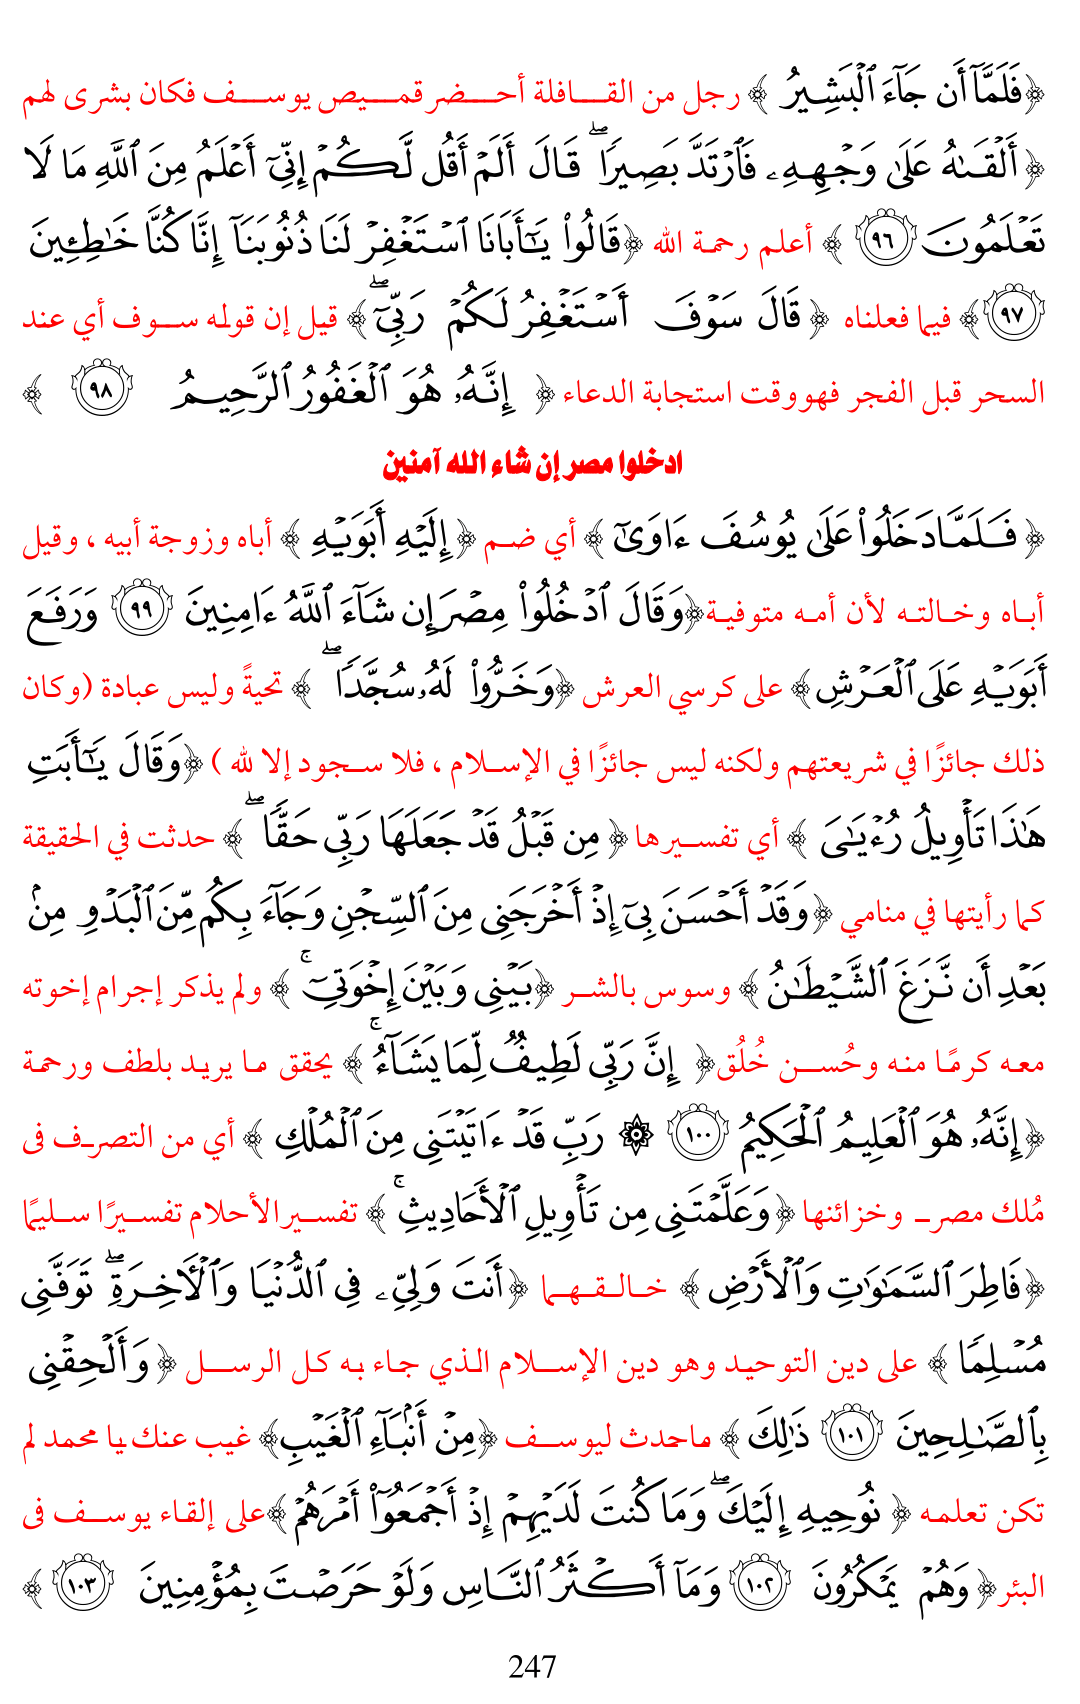 ﴿فَلَمَّآ أَن جَآءَ ٱلْبَشِيرُ ﴾ رجل من القافلة أحضر قميص يوسف فكان بشرى لهم
﴿ أَلْقَىٰهُ عَلَىٰ وَجْهِهِۦ فَٱرْتَدَّ بَصِيرًا ۖ قَالَ أَلَمْ أَقُل لَّكُمْ إِنِّىٓ أَعْلَمُ مِنَ ٱللَّهِ مَا لَا
تَعْلَمُونَ ٩٦ ﴾ أعلم رحمة الله ﴿قَالُوا۟ يَـٰٓأَبَانَا ٱسْتَغْفِرْ لَنَا ذُنُوبَنَآ إِنَّا كُنَّا خَـٰطِـِٔينَ
٩٧ ﴾ فيما فعلناه ﴿ قَالَ سَوْفَ أَسْتَغْفِرُ لَكُمْ رَبِّىٓ ۖ ﴾ قيل إن قوله سوف أي عند
السحر قبل الفجر فهووقت استجابة الدعاء ﴿ إِنَّهُۥ هُوَ ٱلْغَفُورُ ٱلرَّحِيمُ ٩٨ ﴾
ادخلوا مصر إن شاء الله آمنين
﴿ فَلَمَّا دَخَلُوا۟ عَلَىٰ يُوسُفَ ءَاوَىٰٓ ﴾ أي ضم ﴿ إِلَيْهِ أَبَوَيْهِ ﴾ أباه وزوجة أبيه ، وقيل
أباه وخالته لأن أمه متوفية ﴿وَقَالَ ٱدْخُلُوا۟ مِصْرَ إِن شَآءَ ٱللَّهُ ءَامِنِينَ ٩٩ وَرَفَعَ
أَبَوَيْهِ عَلَى ٱلْعَرْشِ ﴾ على كرسي العرش ﴿وَخَرُّوا۟ لَهُۥ سُجَّدًا ۖ ﴾ تحيةً وليس عبادة (وكان
ذلك جائزًا في شريعتهم ولكنه ليس جائزًا في الإسلام ، فلا سجود إلا لله ) ﴿وَقَالَ يَـٰٓأَبَتِ
هَـٰذَا تَأْوِيلُ رُءْيَـٰىَ ﴾ أي تفسيرها ﴿ مِن قَبْلُ قَدْ جَعَلَهَا رَبِّى حَقًّا ۖ ﴾ حدثت في الحقيقة
كما رأيتها في منامي ﴿وَقَدْ أَحْسَنَ بِىٓ إِذْ أَخْرَجَنِى مِنَ ٱلسِّجْنِ وَجَآءَ بِكُم مِّنَ ٱلْبَدْوِ مِنۢ
بَعْدِ أَن نَّزَغَ ٱلشَّيْطَـٰنُ ﴾ وسوس بالشر ﴿بَيْنِى وَبَيْنَ إِخْوَتِىٓ ۚ ﴾ ولم يذكر إجرام إخوته
معه كرمًا منه وحُسن خُلُق ﴿ إِنَّ رَبِّى لَطِيفٌ لِّمَا يَشَآءُ ۚ ﴾ يحقق ما يريد بلطف ورحمة
﴿إِنَّهُۥ هُوَ ٱلْعَلِيمُ ٱلْحَكِيمُ ١٠٠ ۞ رَبِّ قَدْ ءَاتَيْتَنِى مِنَ ٱلْمُلْكِ ﴾ أي من التصرف فى
مُلك مصر وخزائنها ﴿وَعَلَّمْتَنِى مِن تَأْوِيلِ ٱلْأَحَادِيثِ ۚ ﴾ تفسير الأحلام تفسيرًا سليمًا
﴿فَاطِرَ ٱلسَّمَـٰوَٰتِ وَٱلْأَرْضِ ﴾ خالقهما ﴿أَنتَ وَلِىِّۦ فِى ٱلدُّنْيَا وَٱلْـَٔاخِرَةِ ۖ تَوَفَّنِى
مُسْلِمًا ﴾ على دين التوحيد وهو دين الإسلام الذي جاء به كل الرسل ﴿ وَأَلْحِقْنِى
بِٱلصَّـٰلِحِينَ ١٠١ ذَٰلِكَ ﴾ ماحدث ليوسف ﴿مِنْ أَنۢبَآءِ ٱلْغَيْبِ ﴾ غيب عنك يا محمد لم
تكن تعلمه ﴿ نُوحِيهِ إِلَيْكَ ۖ وَمَا كُنتَ لَدَيْهِمْ إِذْ أَجْمَعُوٓا۟ أَمْرَهُمْ ﴾ على إلقاء يوسف فى
البئر ﴿ وَهُمْ يَمْكُرُونَ ١٠٢ وَمَآ أَكْثَرُ ٱلنَّاسِ وَلَوْ حَرَصْتَ بِمُؤْمِنِينَ ١٠٣ ﴾
247